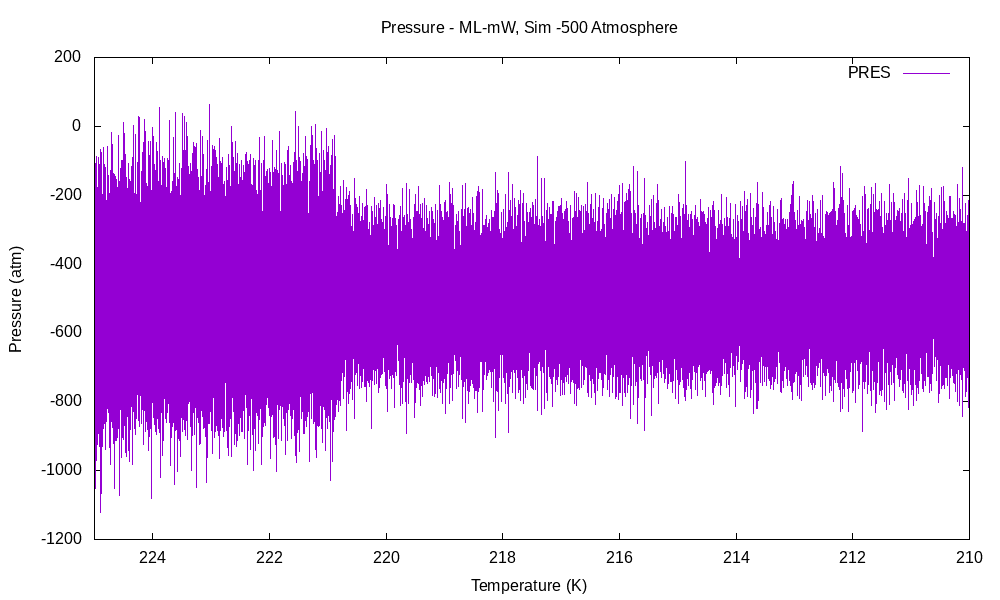 Pressure - ML-mW, Sim -500 Atmosphere
PRES
200
0
-200
-400
-600
-800
-1000
-1200
Pressure (atm)
224 222 220 218 216 214 212 210
Temperature (K)